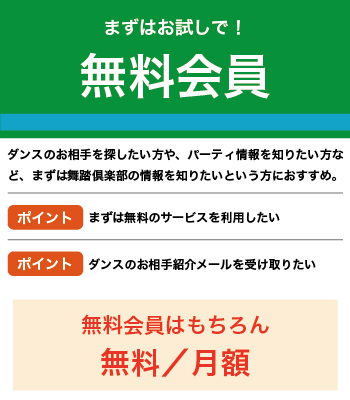 まずはお試しで！
無料会員
ダンスのお相手を探したい方や、パーティ情報を知りたい方な
ど、まずは舞踏倶楽部の情報を知りたいという方におすすめ。
ポイント まずは無料のサービスを利用したい
ポイント ダンスのお相手紹介メールを受け取りたい
無料会員はもちろん
無料／月額